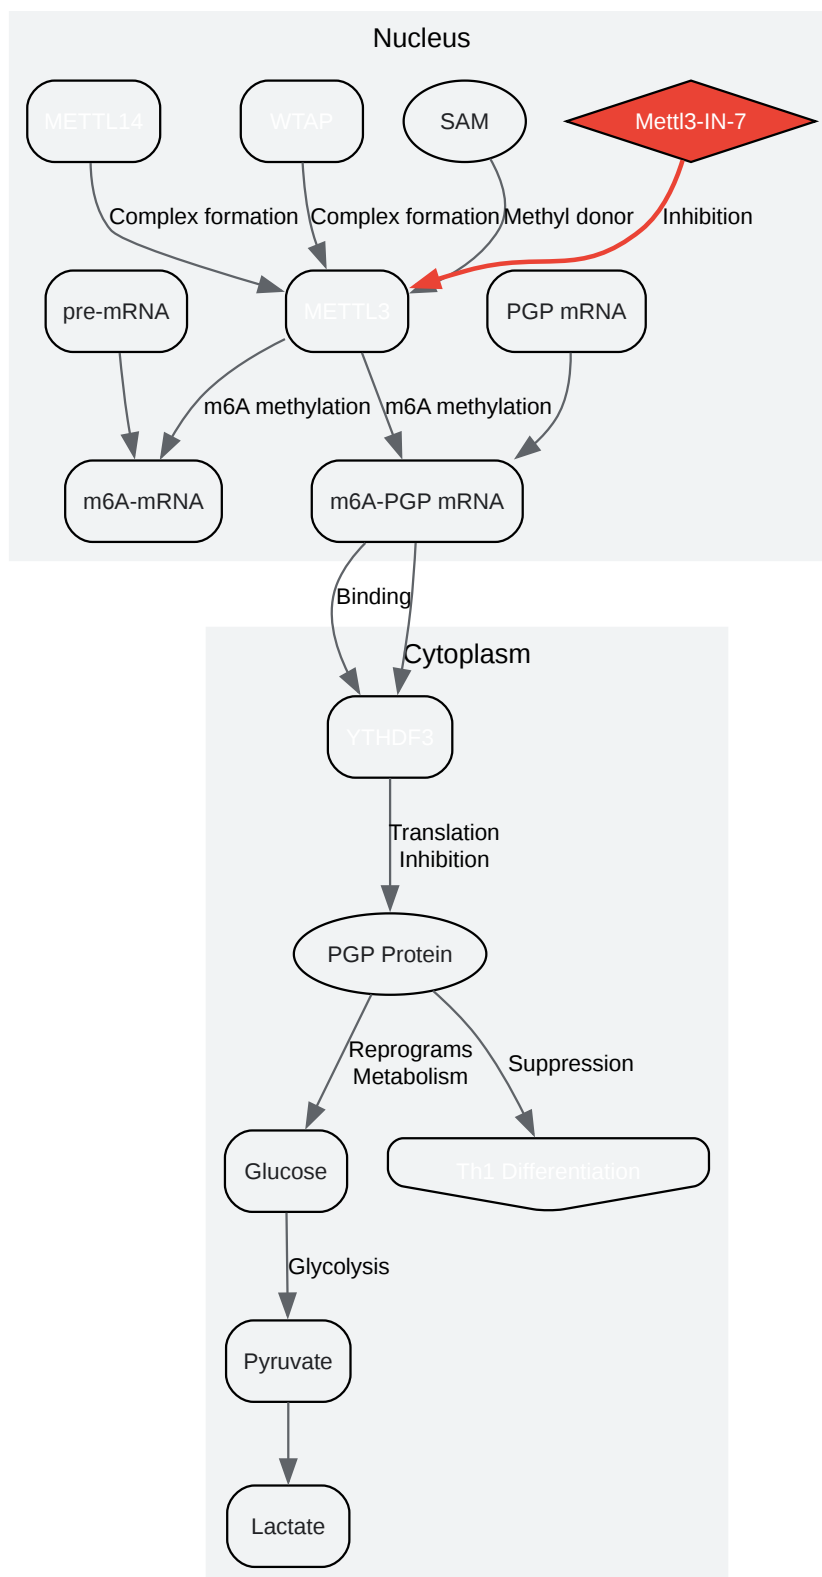 Nucleus
METTL14
WTAP
SAM
Mettl3-IN-7
Complex formation
Complex formation
Methyl donor
Inhibition
pre-mRNA
METTL3
PGP mRNA
m6A methylation
m6A methylation
m6A-mRNA
m6A-PGP mRNA
Binding
Cytoplasm
YTHDF3
Translation
Inhibition
PGP Protein
Reprograms
Metabolism
Suppression
Glucose
Th1 Differentiation
Glycolysis
Pyruvate
Lactate